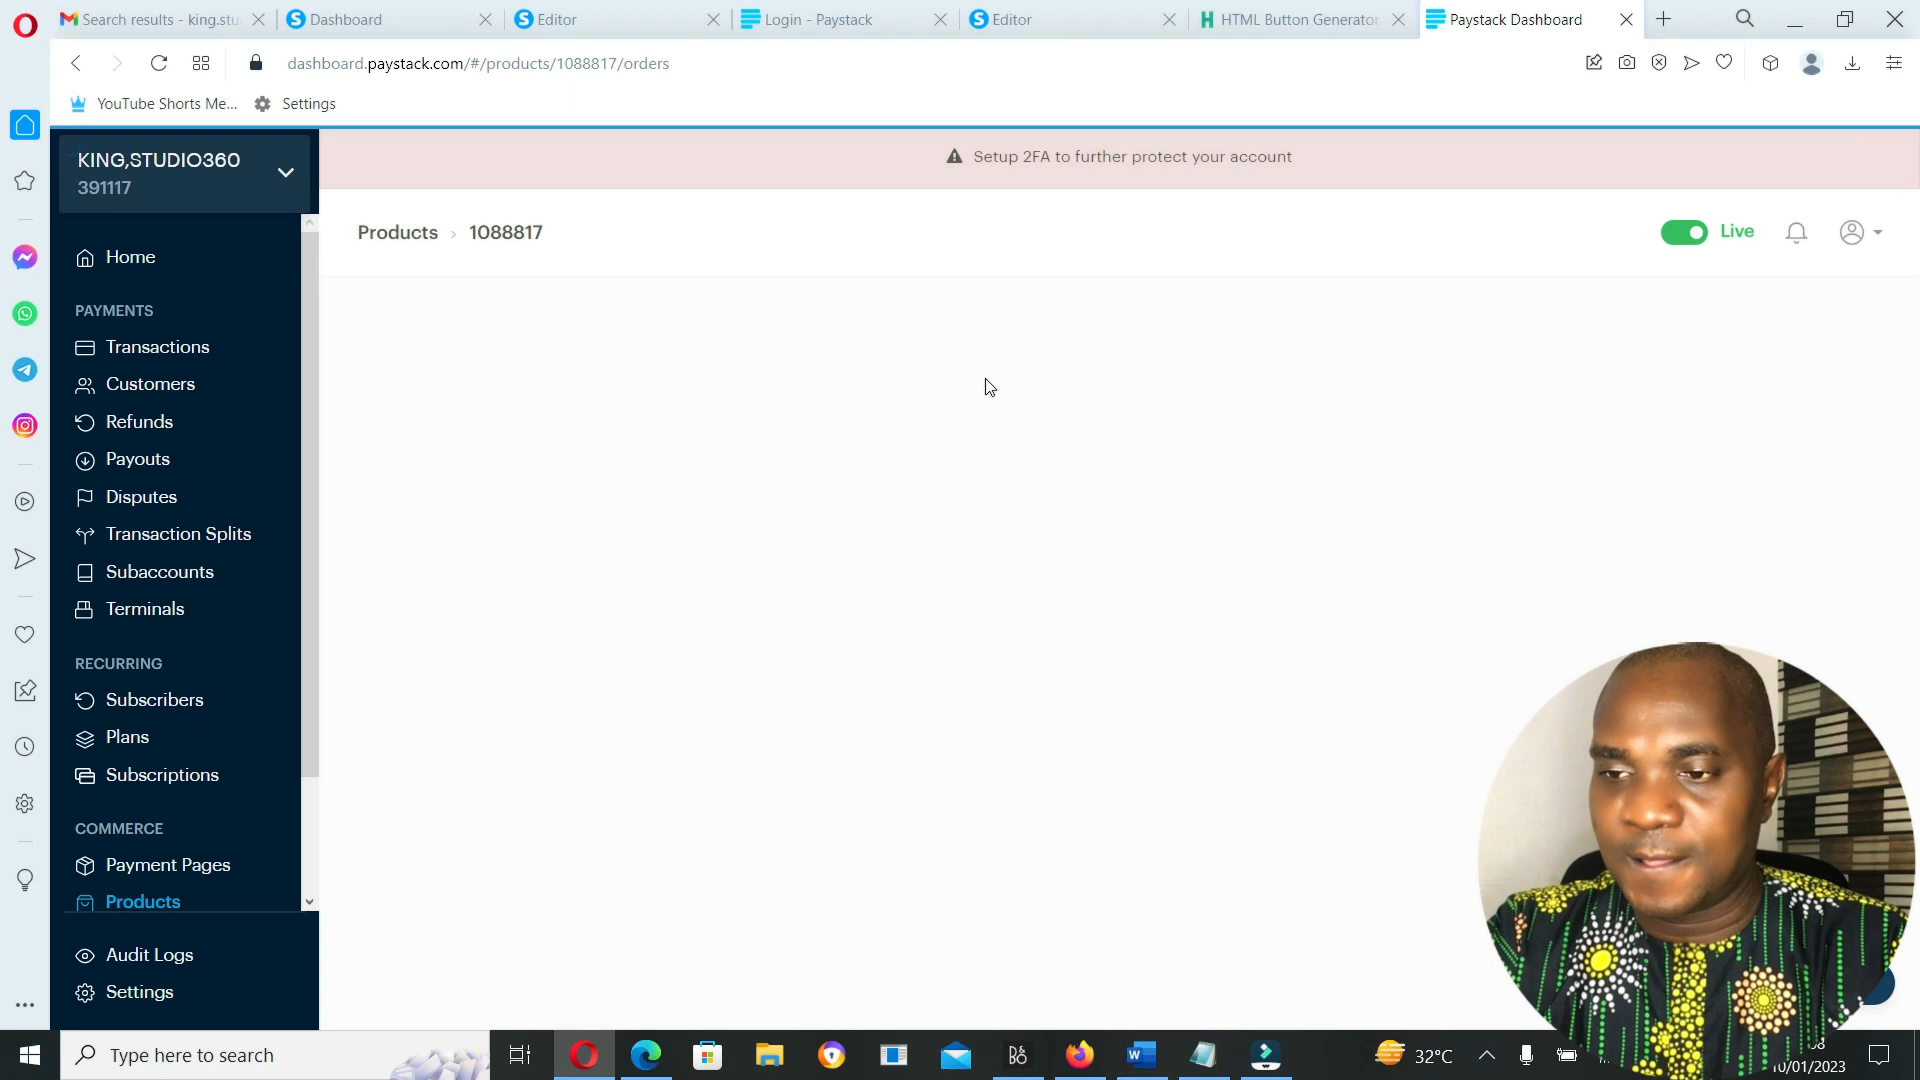 Search results - king.stu
Dashboard
Editor
Login - Paystack
Editor
HTML Button Generator
Paystack Dashboard
dashboard.paystack.com/#/products/1088817/orders
YouTube Shorts Me...
Settings
KING,STUDIO360
391117
Setup 2FA to further protect your account
Products > 1088817
Live
Home
PAYMENTS
Transactions
Customers
Refunds
Payouts
Disputes
Transaction Splits
Subaccounts
Terminals
RECURRING
Subscribers
Plans
Subscriptions
COMMERCE
Payment Pages
Products
Audit Logs
Settings
Type here to search
32°C
10/01/2023